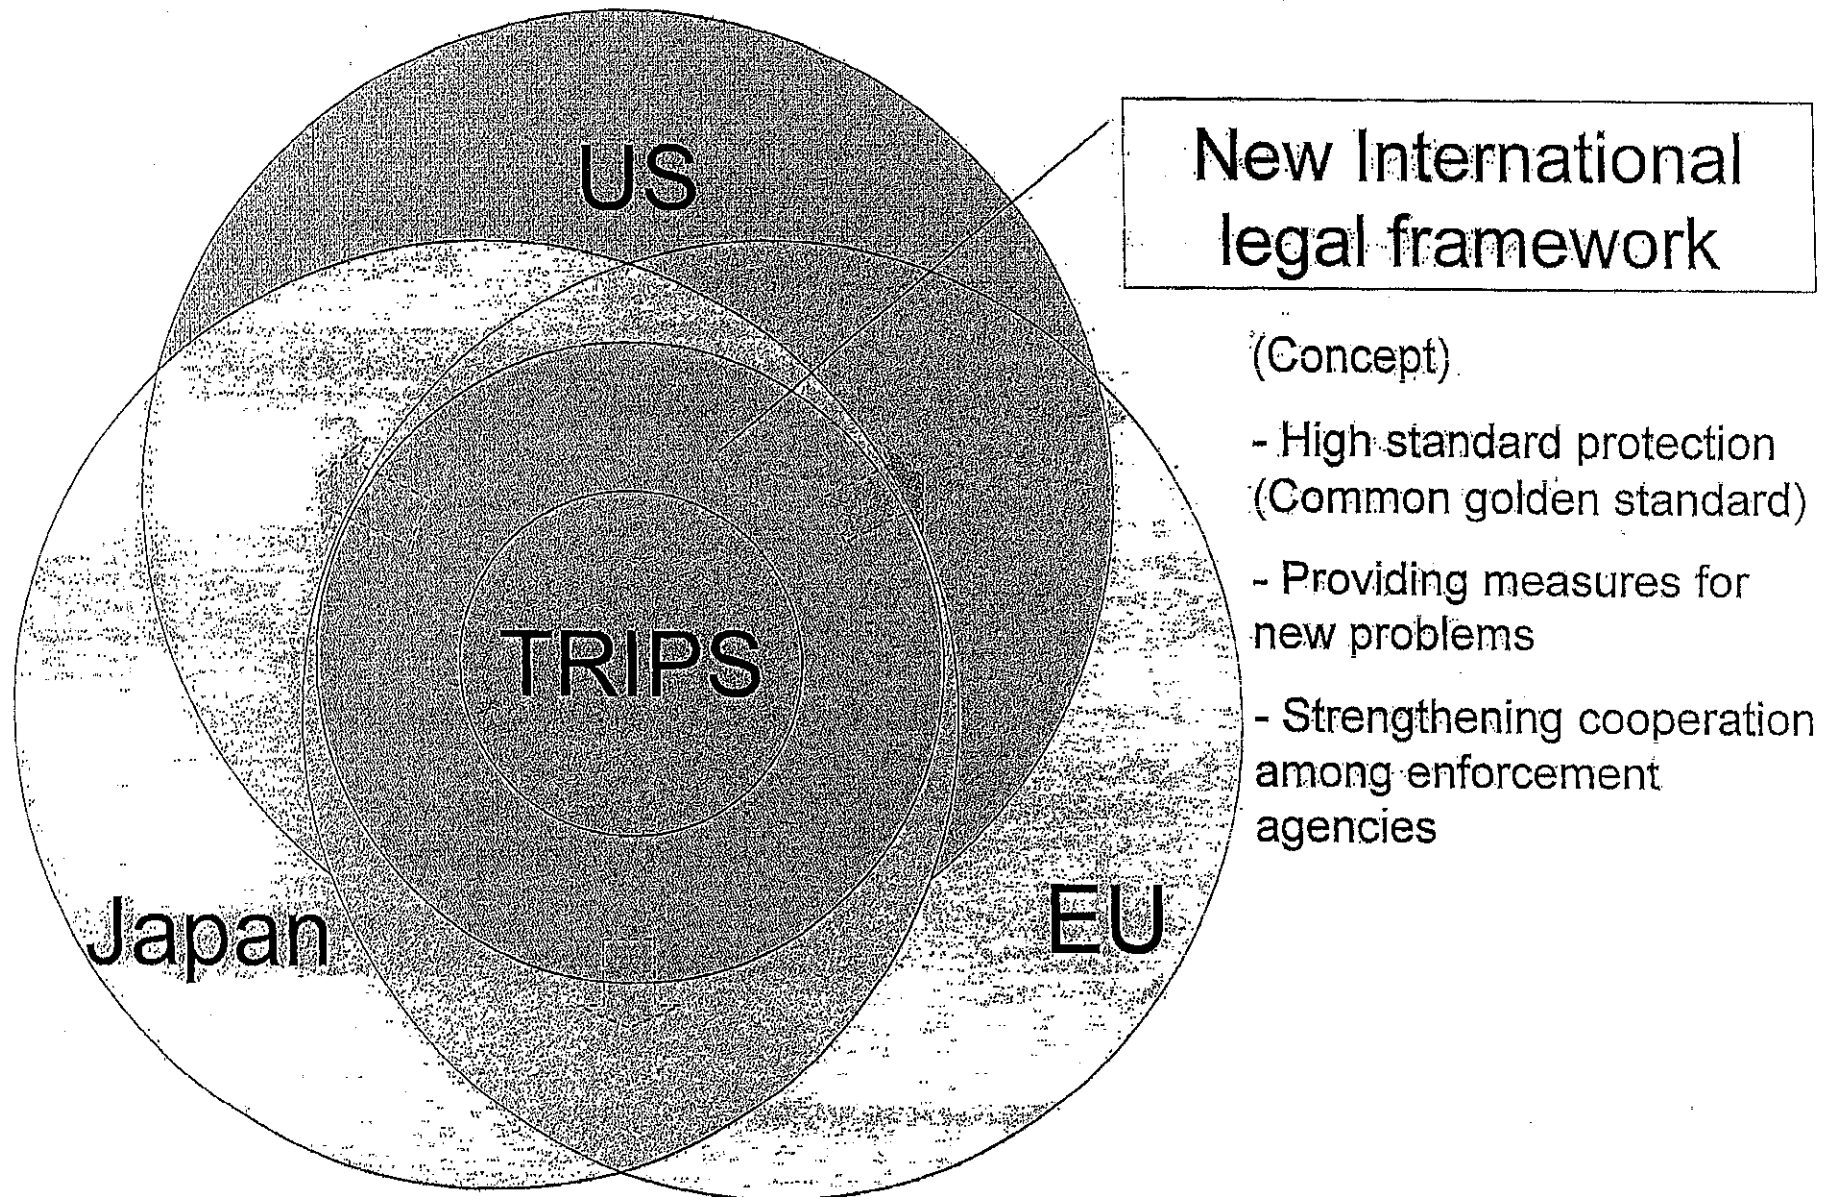 US
New International
legal framework
(Concept)
- High standard protection
(Common golden standard)
- Providing measures for
new problems
TRIPS
- Strengthening cooperation
among enforcement
agencies
Japan
EU